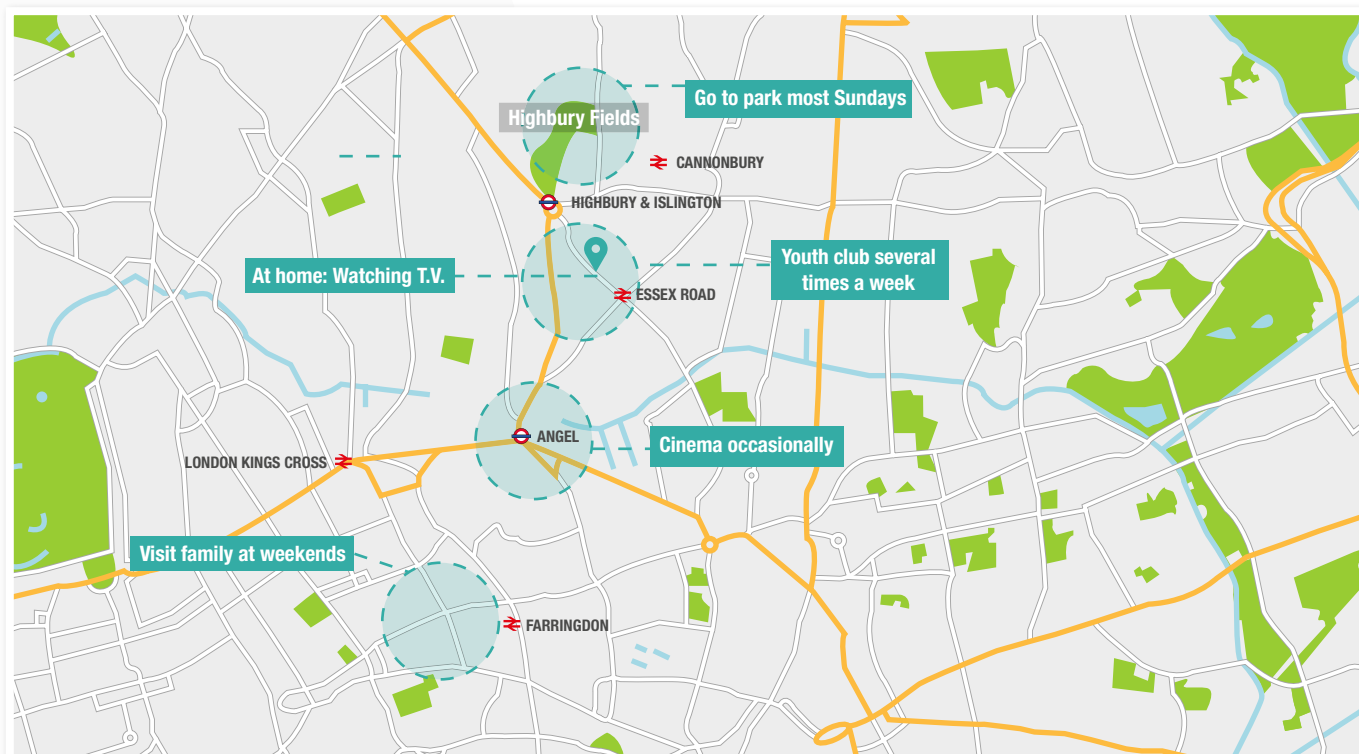 Go to park most Sundays
Highbury Fields
CANNONBURY
HIGHBURY & ISLINGTON
Youth club several
times a week
At home: Watching T.V.
ESSEX ROAD
ANGEL
Cinema occasionally
LONDON KINGS CROSS
Visit family at weekends
FARRINGDON